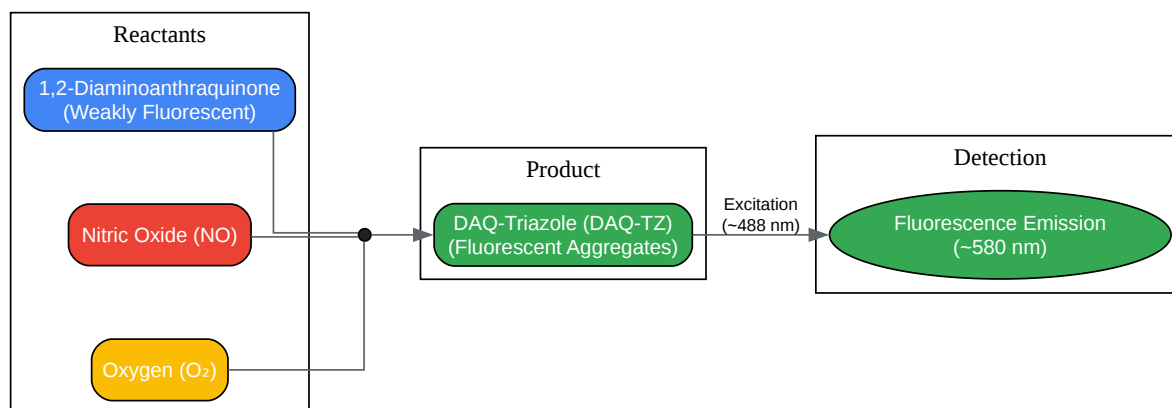 Reactants
1,2-Diaminoanthraquinone
(Weakly Fluorescent)
Nitric Oxide (NO)
Oxygen (O₂)
Product
DAQ-Triazole (DAQ-TZ)
(Fluorescent Aggregates)
Excitation
(~488 nm)
Detection
Fluorescence Emission
(~580 nm)